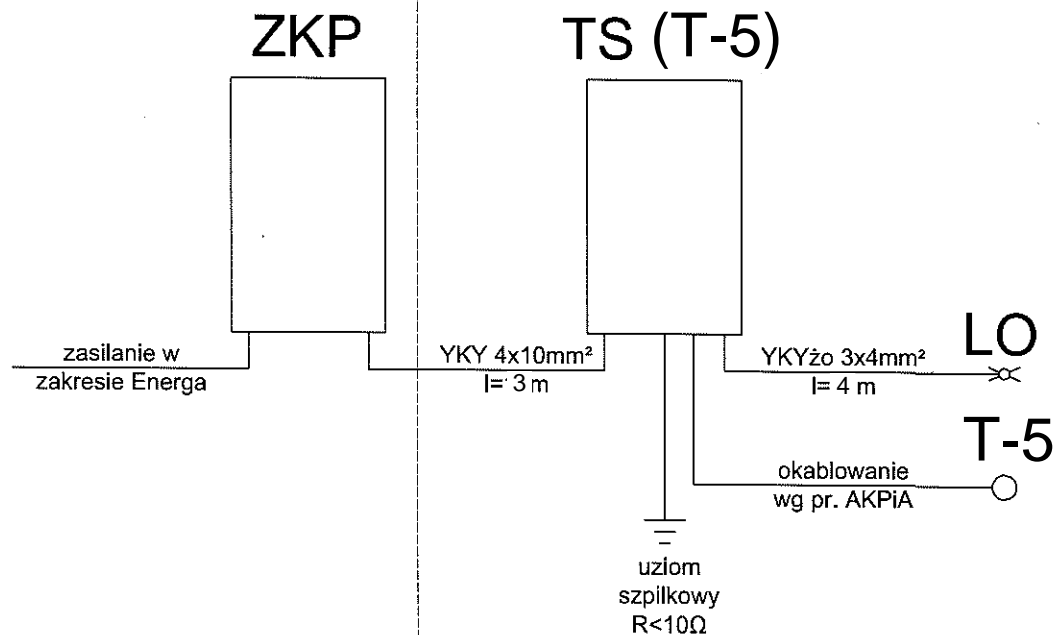 ZKP
TS (T-5)
zasilanie w
zakresie Energa
YKY 4x10mm²
l= 3 m
YKYżo 3x4mm²
l= 4 m
LO
T-5
okablowanie
wg pr. AKPiA
uziom
szpilkowy
R<10Ω